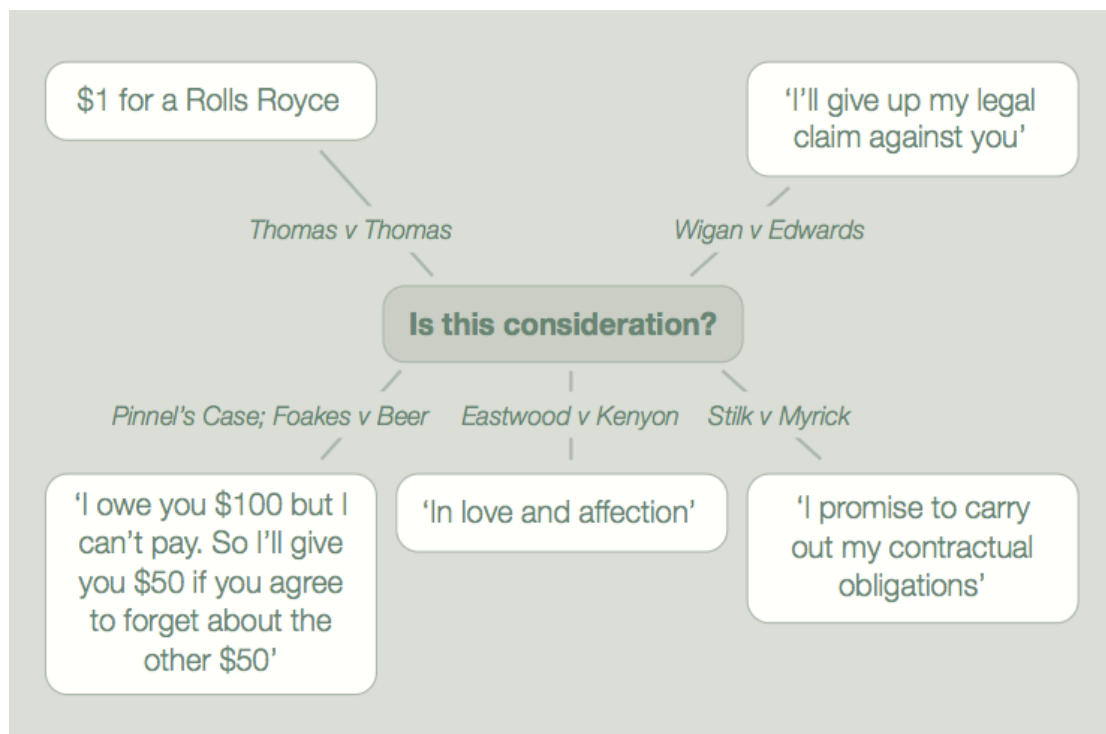 $1 for a Rolls Royce
‘I’ll give up my legal
claim against you’
Thomas v Thomas
Wigan v Edwards
Is this consideration?
Pinnel’s Case; Foakes v Beer
Eastwood v Kenyon
Stilk v Myrick
‘I owe you $100 but I
can’t pay. So I’ll give
you $50 if you agree
to forget about the
other $50’
‘In love and affection’
‘I promise to carry
out my contractual
obligations’